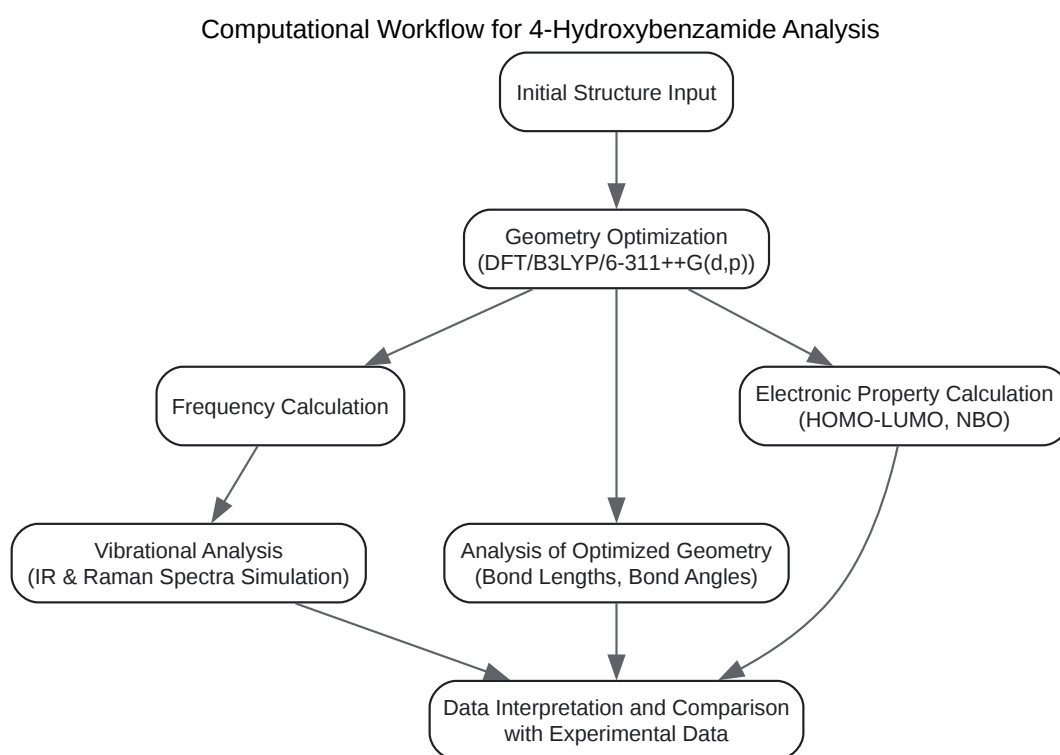 Computational Workflow for 4-Hydroxybenzamide Analysis
Initial Structure Input
Geometry Optimization
(DFT/B3LYP/6-311++G(d,p))
Frequency Calculation
Electronic Property Calculation
(HOMO-LUMO, NBO)
Vibrational Analysis
(IR & Raman Spectra Simulation)
Analysis of Optimized Geometry
(Bond Lengths, Bond Angles)
Data Interpretation and Comparison
with Experimental Data